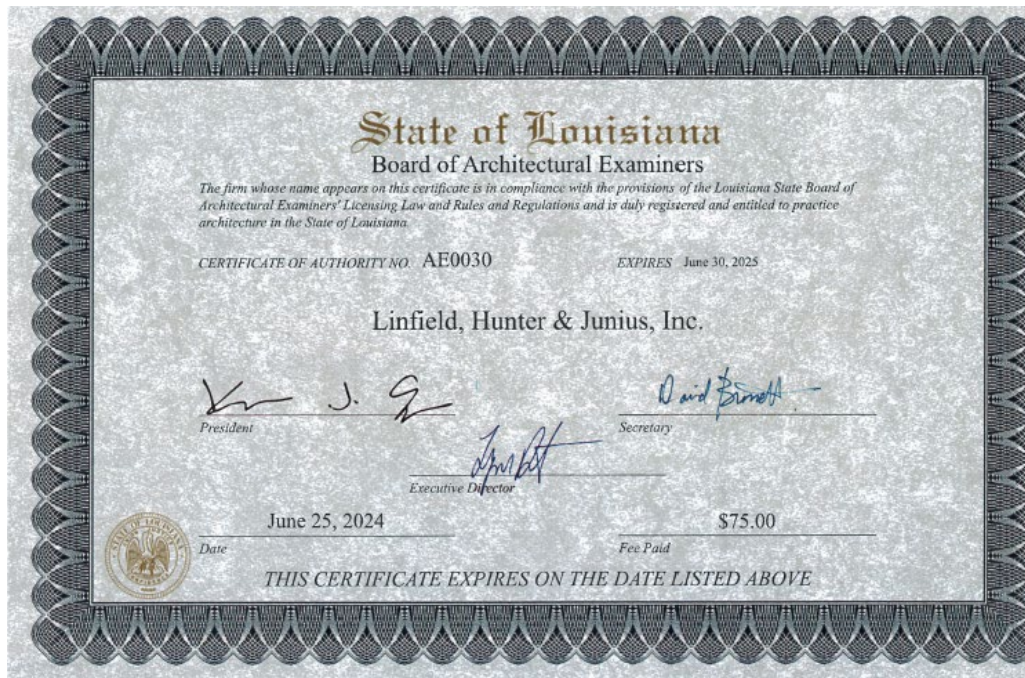 State of Louisiana
Board of Architectural Examiners
The firm whose name appears on this certificate is in compliance with the provisions of the Louisiana State Board of
Architectural Examiners' Licensing Law and Rules and Regulations and is duly registered and entitled to practice
architecture in the State of Louisiana.
CERTIFICATE OF AUTHORITY NO. AE0030 EXPIRES June 30, 2025
Linfield, Hunter & Junius, Inc.
David
President Secretary
Executive Director
June 25, 2024 $75.00
Date Fee Paid
STATE OF LOUISIANA
THIS CERTIFICATE EXPIRES ON THE DATE LISTED ABOVE